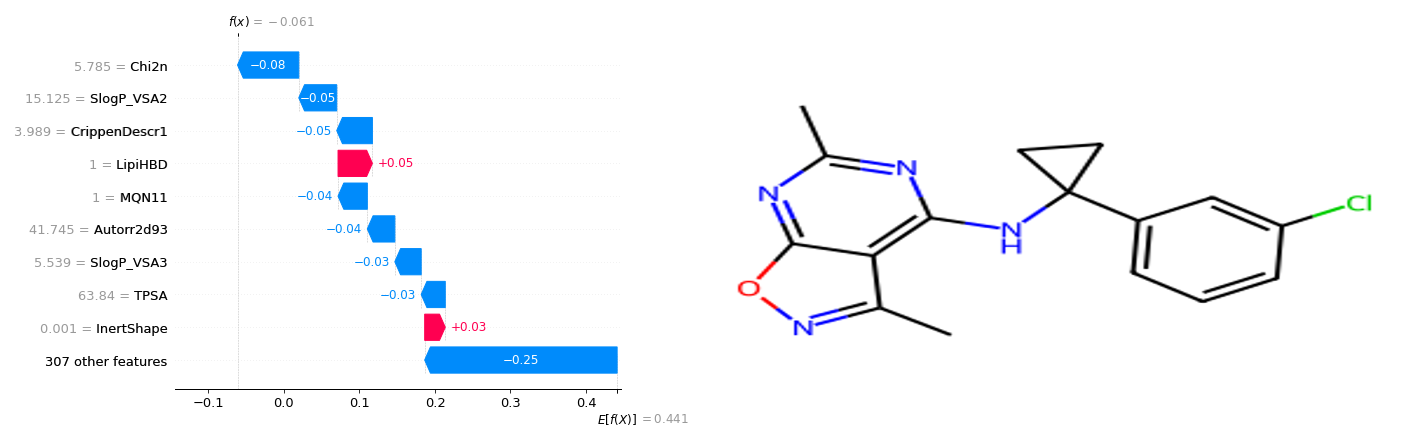 f(x) = −0.061
5.785 = Chi2n
−0.08
15.125 = SlogP_VSA2
−0.05
3.989 = CrippenDescr1
−0.05
1 = LipiHBD
+0.05
1 = MQN11
−0.04
41.745 = Autorr2d93
−0.04
5.539 = SlogP_VSA3
−0.03
63.84 = TPSA
−0.03
0.001 = InertShape
+0.03
307 other features
−0.25
−0.1 0.0 0.1 0.2 0.3 0.4
E[f(X)] = 0.441
N
N
N
H
O
N
Cl